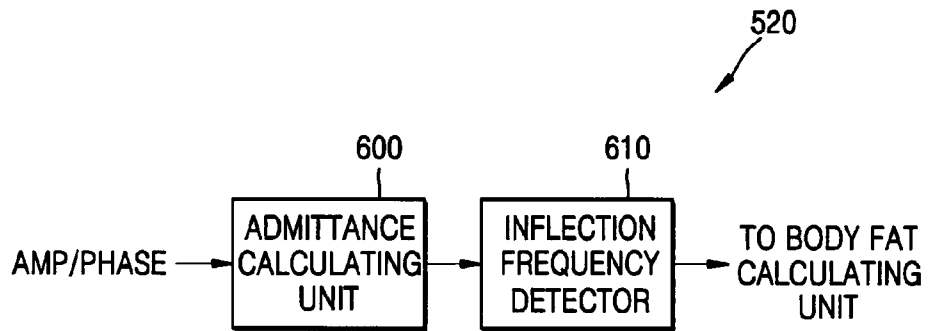 520
600
610
AMP/PHASE
ADMITTANCE
CALCULATING
UNIT
INFLECTION
FREQUENCY
DETECTOR
TO BODY FAT
CALCULATING
UNIT